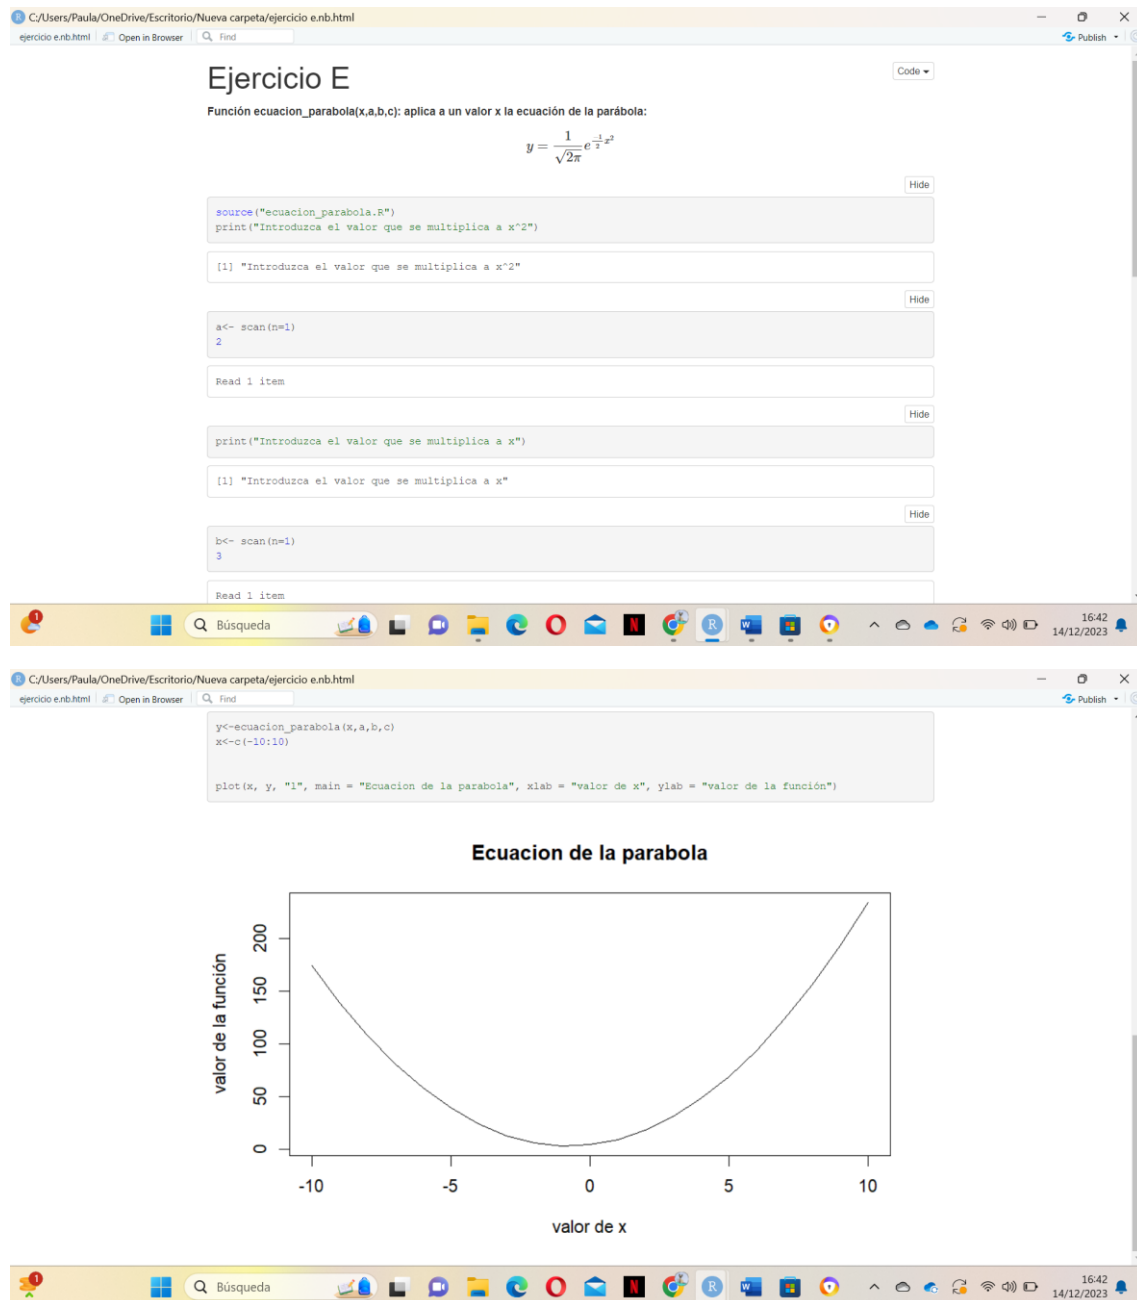 C:/Users/Paula/OneDrive/Escritorio/Nueva carpeta/ejercicio e.nb.html
ejercicio e.nb.html Open in Browser Find Publish
Ejercicio E
Code
Función ecuacion_parabola(x,a,b,c): aplica a un valor x la ecuación de la parábola:
y = \frac{1}{\sqrt{2\pi}} e^{\frac{-1}{2}x^2}
Hide
source("ecuacion_parabola.R")
print("Introduzca el valor que se multiplica a x^2")
[1] "Introduzca el valor que se multiplica a x^2"
Hide
a<- scan(n=1)
2
Read 1 item
Hide
print("Introduzca el valor que se multiplica a x")
[1] "Introduzca el valor que se multiplica a x"
Hide
b<- scan(n=1)
3
Read 1 item
1 Búsqueda N R W 16:42
14/12/2023
C:/Users/Paula/OneDrive/Escritorio/Nueva carpeta/ejercicio e.nb.html
ejercicio e.nb.html Open in Browser Find Publish
y<-ecuacion_parabola(x,a,b,c)
x<-c(-10:10)
plot(x, y, "l", main = "Ecuacion de la parabola", xlab = "valor de x", ylab = "valor de la función")
Ecuacion de la parabola
valor de la función
200
150
100
50
0
-10 -5 0 5 10
valor de x
1 Búsqueda N R W 16:42
14/12/2023